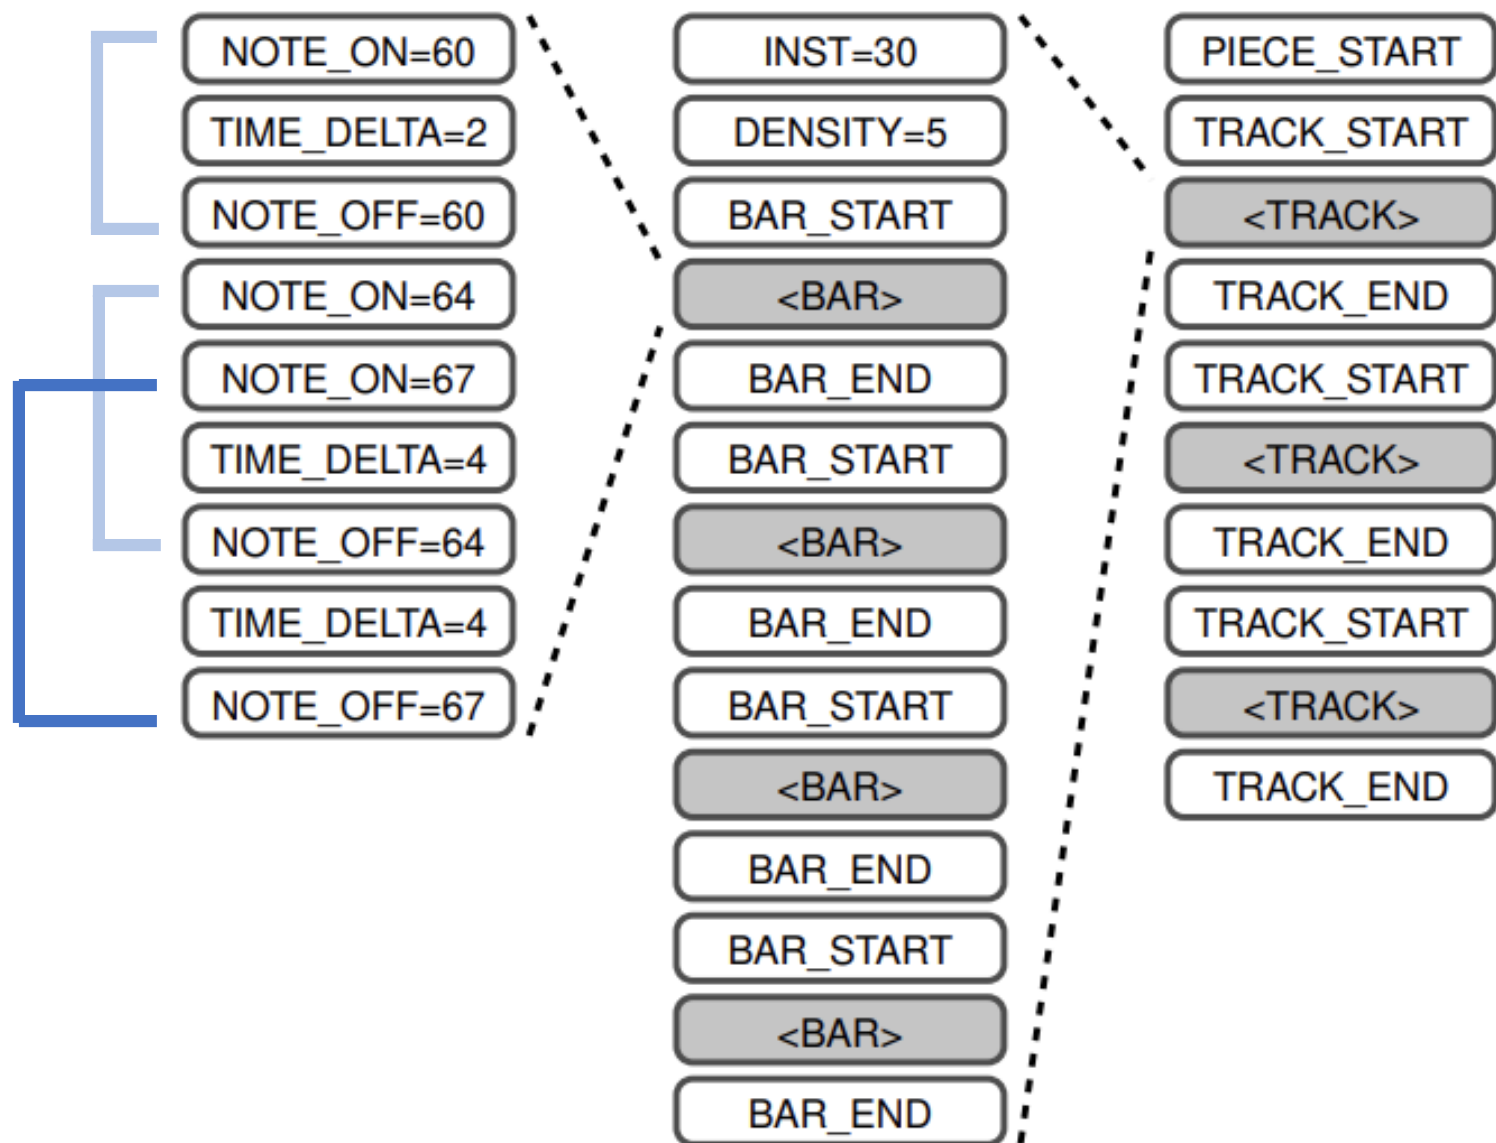 NOTE_ON=60
TIME_DELTA=2
NOTE_OFF=60
NOTE_ON=64
NOTE_ON=67
TIME_DELTA=4
NOTE_OFF=64
TIME_DELTA=4
NOTE_OFF=67
INST=30
DENSITY=5
BAR_START
<BAR>
BAR_END
BAR_START
<BAR>
BAR_END
BAR_START
<BAR>
BAR_END
BAR_START
<BAR>
BAR_END
PIECE_START
TRACK_START
<TRACK>
TRACK_END
TRACK_START
<TRACK>
TRACK_END
TRACK_START
<TRACK>
TRACK_END